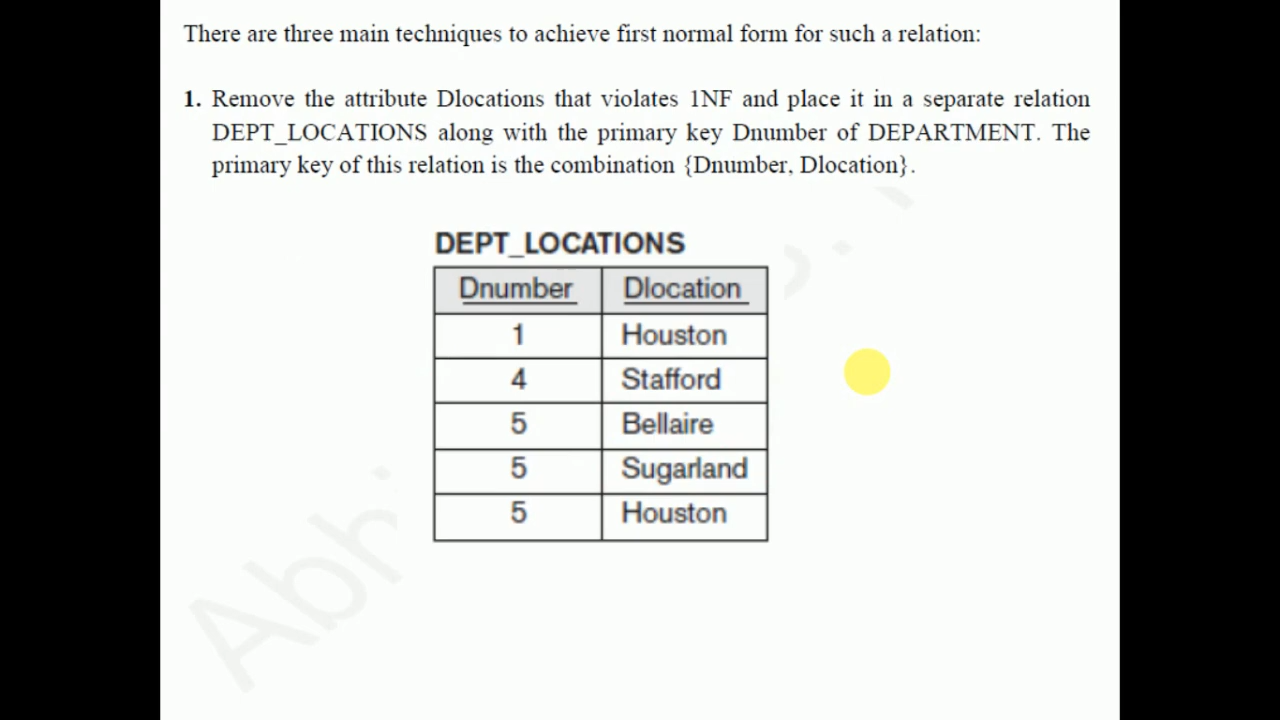 There are three main techniques to achieve first normal form for such a relation:
1. Remove the attribute Dlocations that violates 1NF and place it in a separate relation
DEPT_LOCATIONS along with the primary key Dnumber of DEPARTMENT. The
primary key of this relation is the combination {Dnumber, Dlocation}.
DEPT_LOCATIONS
Dnumber Dlocation
1 Houston
4 Stafford
5 Bellaire
5 Sugarland
5 Houston